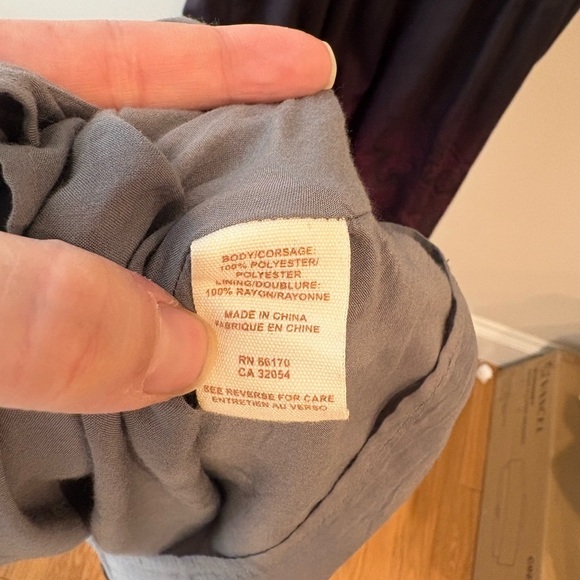 BODY/CORSAGE:
100% POLYESTER/
POLYESTER
LINING/DOUBLURE:
100% RAYON/RAYONNE
MADE IN CHINA
FABRIQUE EN CHINE
RN 66170
CA 32054
SEE REVERSE FOR CARE
ENTRETIEN AU VERSO